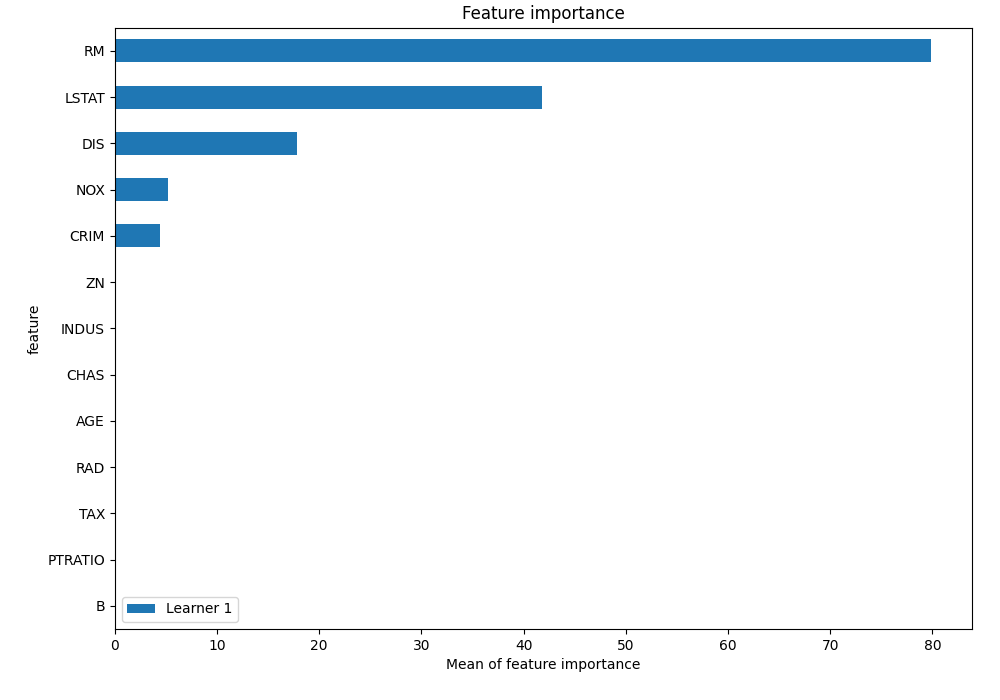 Feature importance
RM
LSTAT
DIS
NOX
CRIM
ZN
INDUS
CHAS
AGE
RAD
TAX
PTRATIO
B
feature
Learner 1
0 10 20 30 40 50 60 70 80
Mean of feature importance